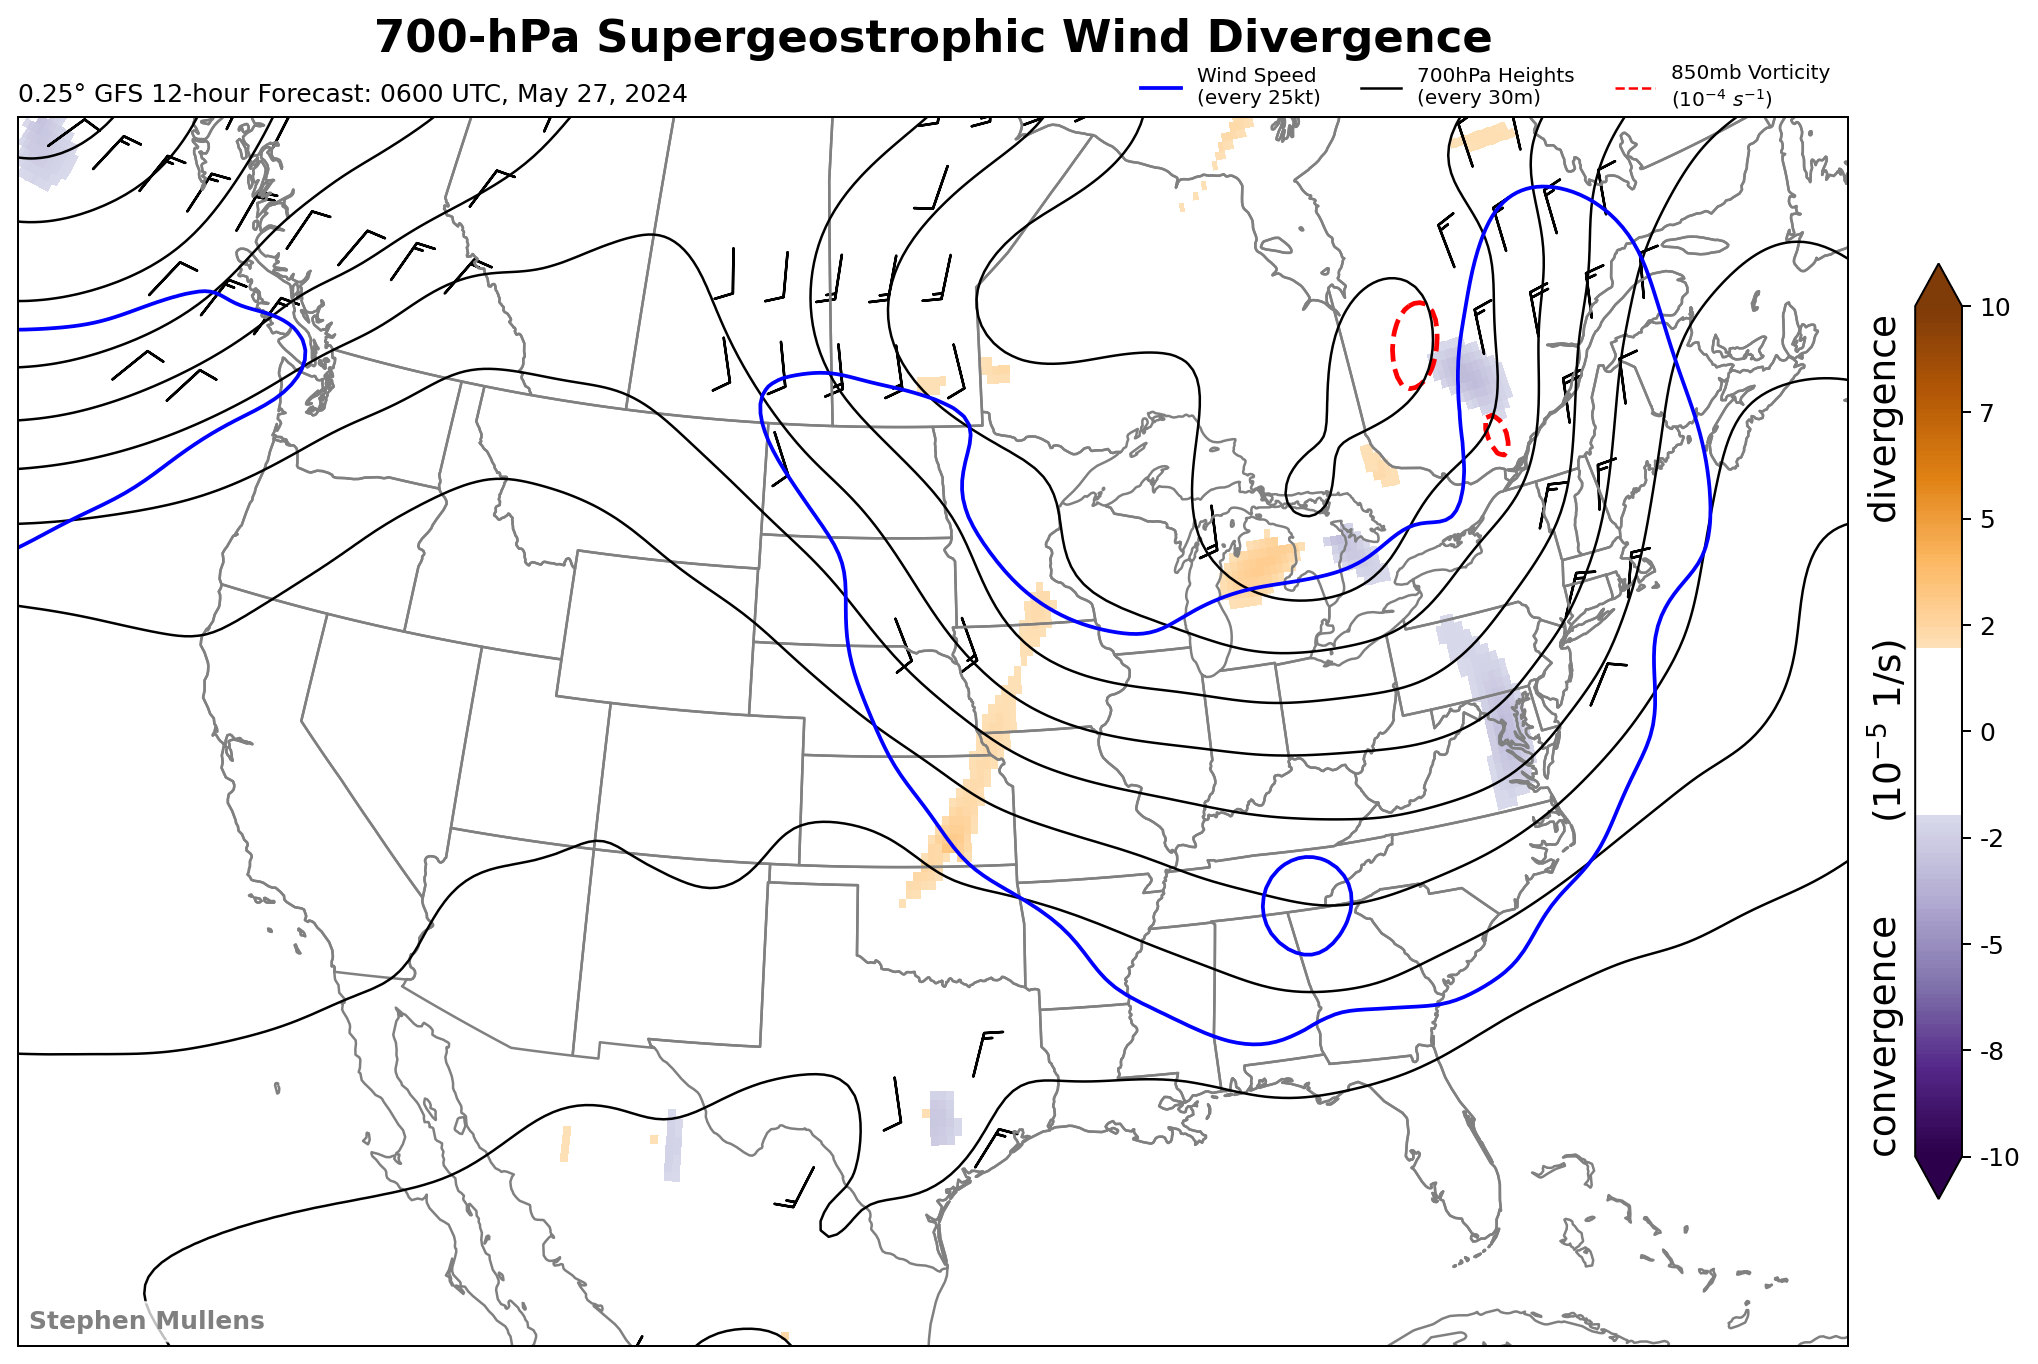 700-hPa Supergeostrophic Wind Divergence
0.25° GFS 12-hour Forecast: 0600 UTC, May 27, 2024
Wind Speed
(every 25kt)
700hPa Heights
(every 30m)
850mb Vorticity
(10⁻⁴ s⁻¹)
10
7
5
2
0
-2
-5
-8
-10
convergence (10⁻⁵ 1/s) divergence
Stephen Mullens